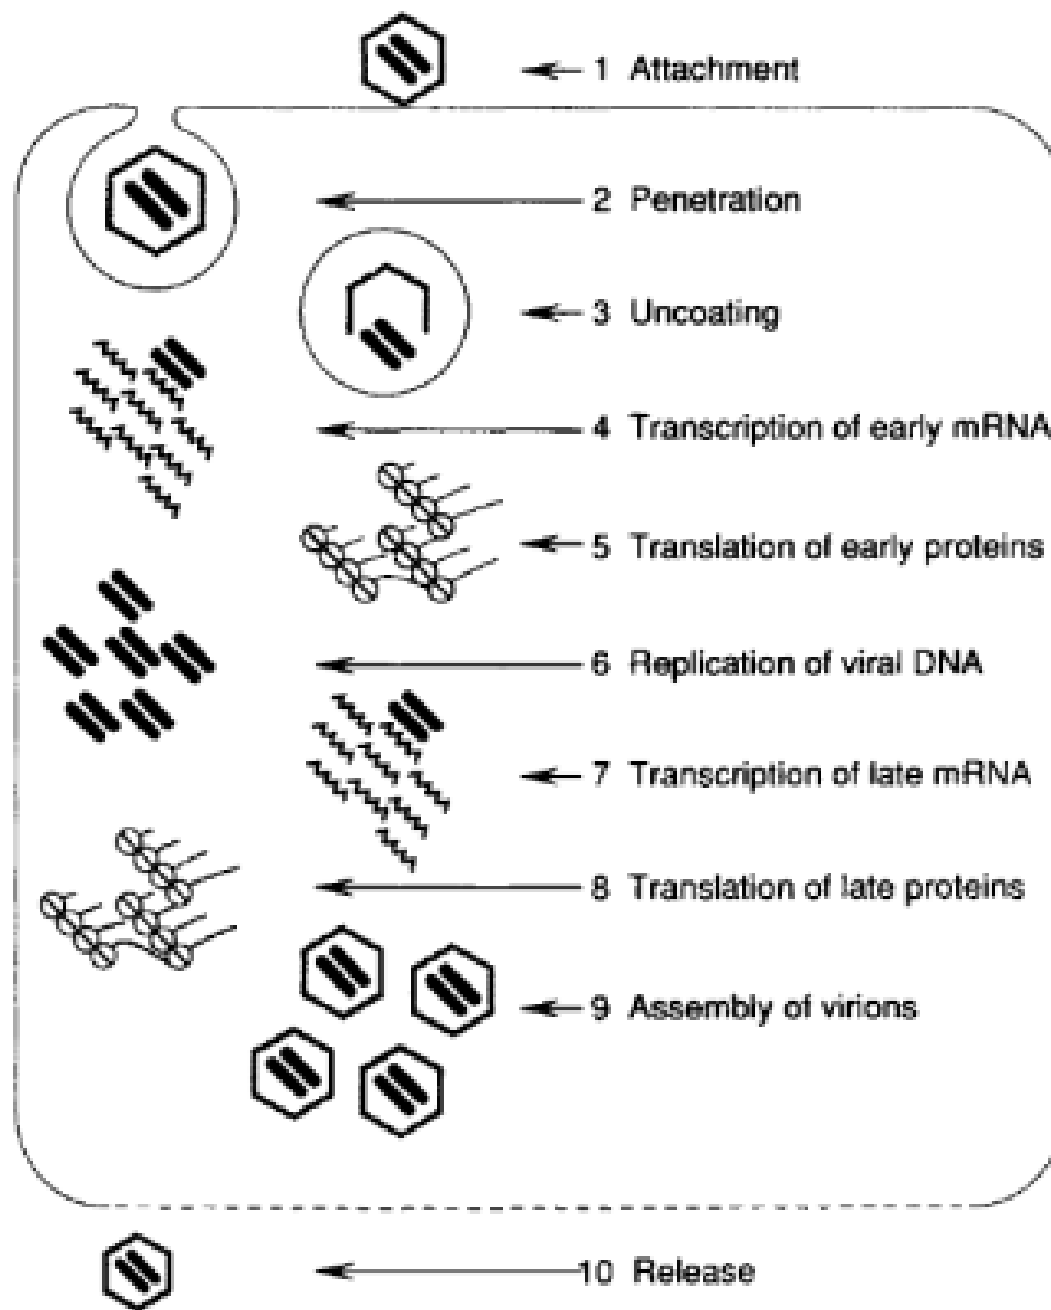 1 Attachment
2 Penetration
3 Uncoating
4 Transcription of early mRNA
5 Translation of early proteins
6 Replication of viral DNA
7 Transcription of late mRNA
8 Translation of late proteins
9 Assembly of virions
10 Release